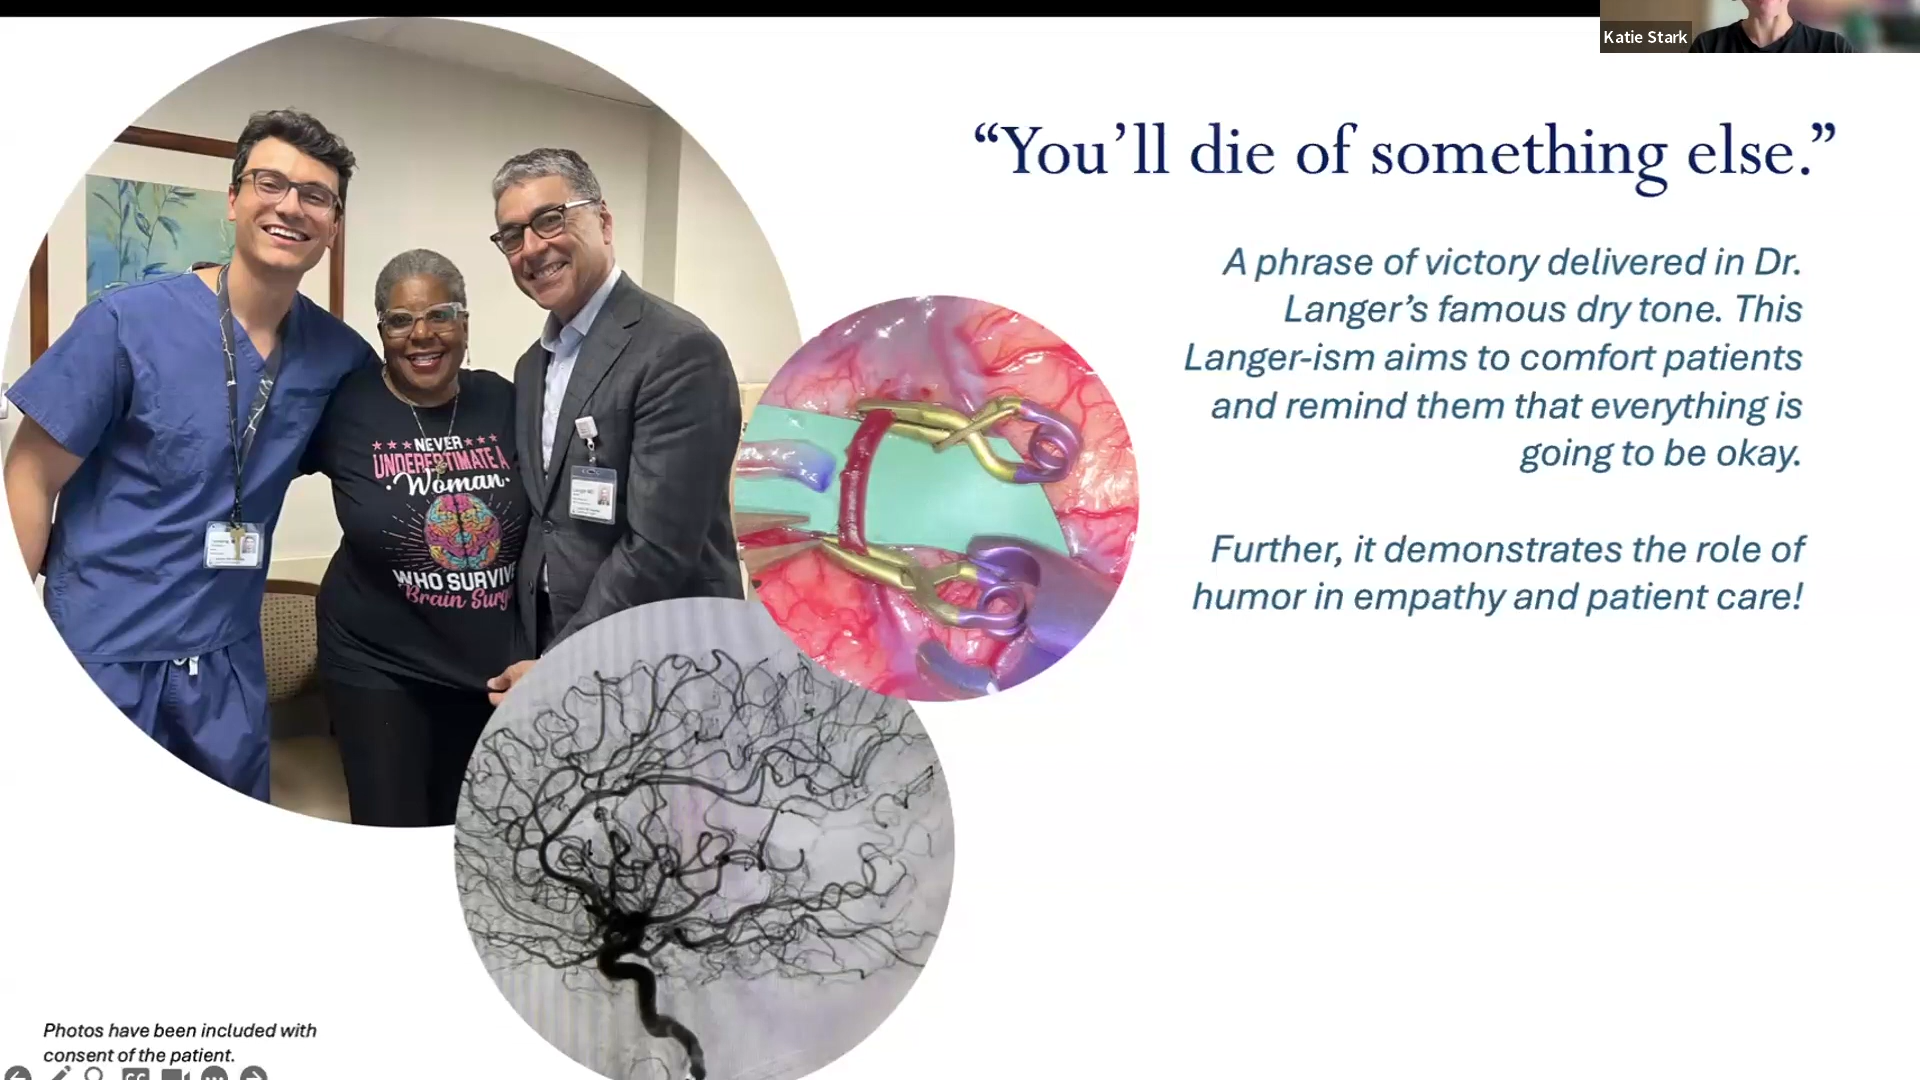 Katie Stark
“You’ll die of something else.”
A phrase of victory delivered in Dr.
Langer’s famous dry tone. This
Langer-ism aims to comfort patients
and remind them that everything is
going to be okay.
Further, it demonstrates the role of
humor in empathy and patient care!
NEVER
UNDERESTIMATE A
Woman
WHO SURVIVE
Brain Surg
Photos have been included with
consent of the patient.